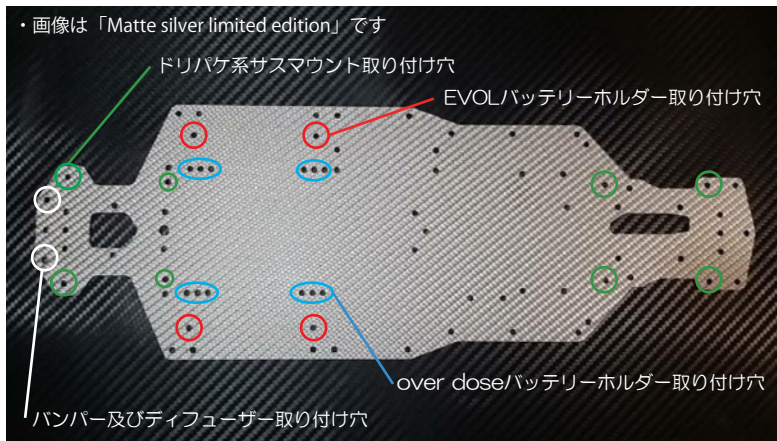 ・画像は「Matte silver limited edition」です
ドリパケ系サスマウント取り付け穴
EVOLバッテリーホルダー取り付け穴
over doseバッテリーホルダー取り付け穴
バンパー及びディフューザー取り付け穴